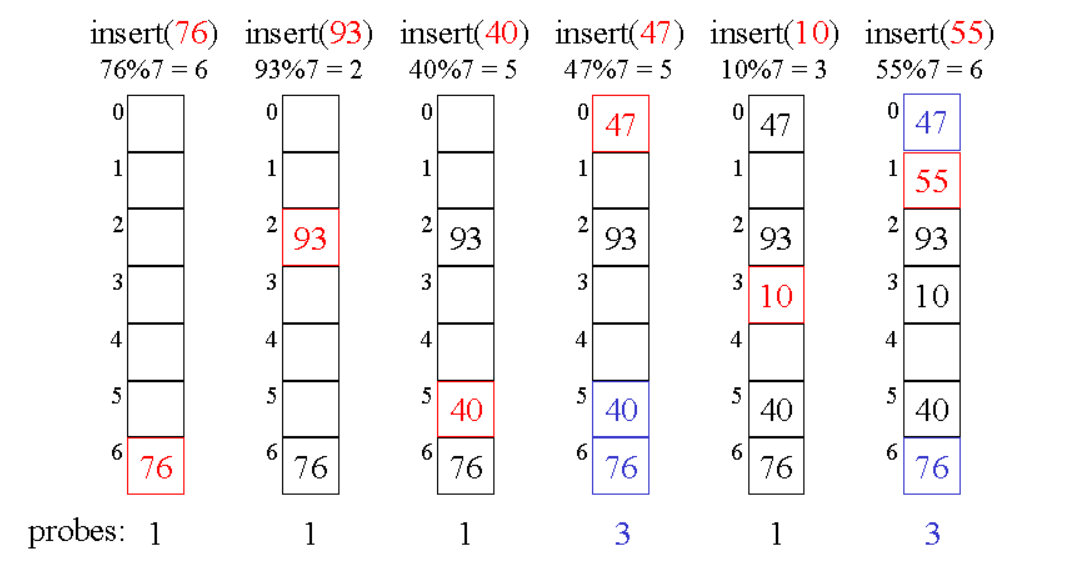 insert(76) insert(93) insert(40) insert(47) insert(10) insert(55)
76%7 = 6 93%7 = 2 40%7 = 5 47%7 = 5 10%7 = 3 55%7 = 6
0 0 0 0 47 0 47 0 47
1 1 1 1 1 1 55
2 2 93 2 93 2 93 2 93 2 93
3 3 3 3 3 10 3 10
4 4 4 4 4 4
5 5 5 40 5 40 5 40 5 40
6 76 6 76 6 76 6 76 6 76 6 76
probes: 1 1 1 3 1 3